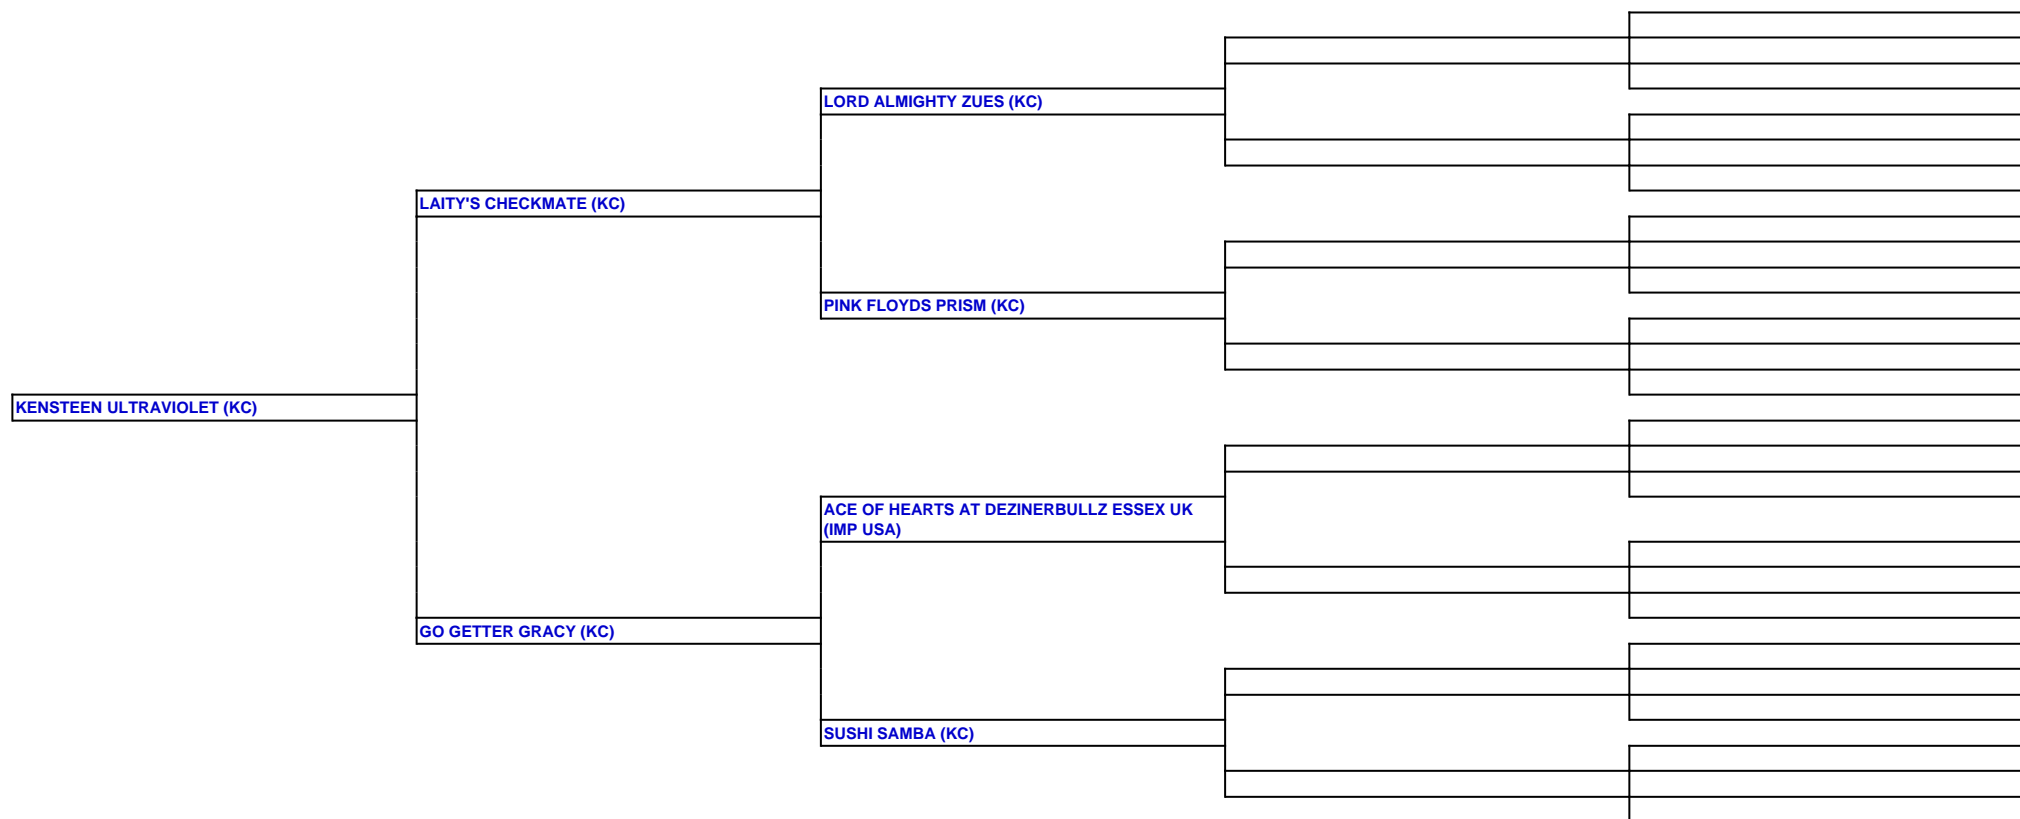 LORD ALMIGHTY ZUES (KC)
LAITY'S CHECKMATE (KC)
PINK FLOYDS PRISM (KC)
KENSTEEN ULTRAVIOLET (KC)
ACE OF HEARTS AT DEZINERBULLZ ESSEX UK
(IMP USA)
GO GETTER GRACY (KC)
SUSHI SAMBA (KC)